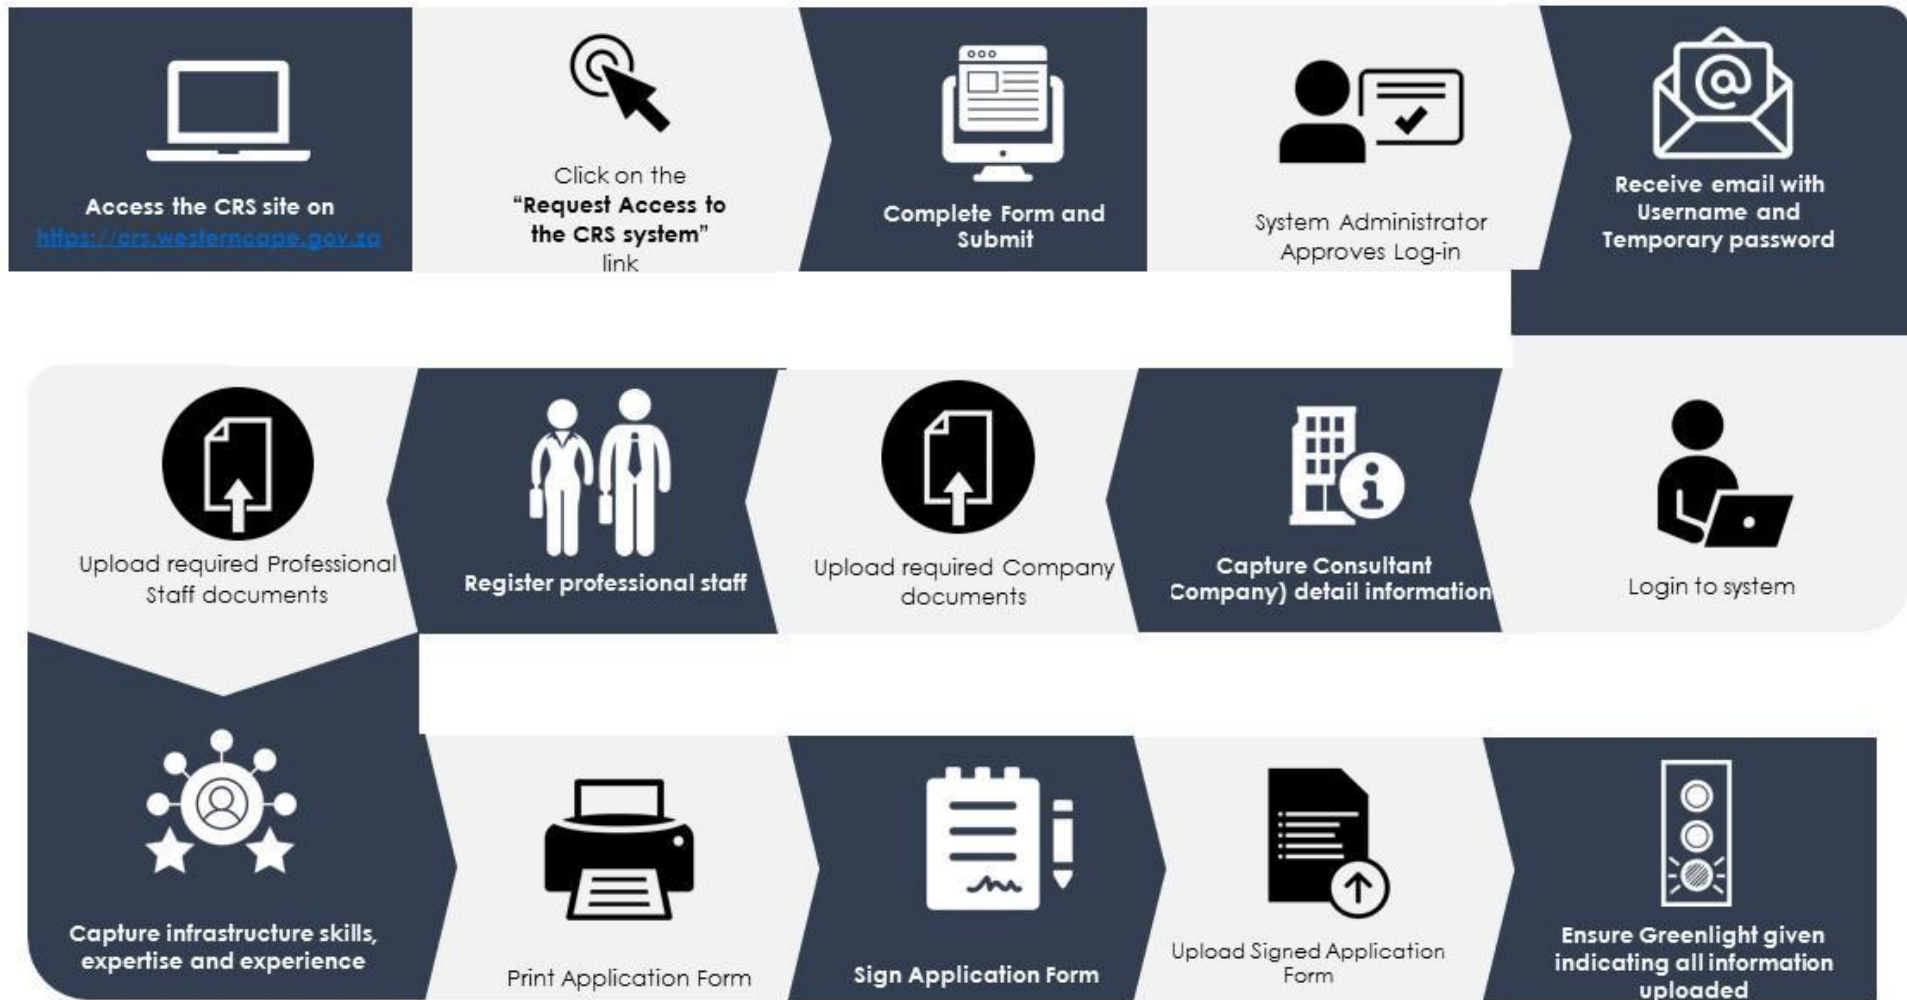 Access the CRS site on
https://crs.westerncape.gov.za
Click on the
“Request Access to
the CRS system”
link
Complete Form and
Submit
System Administrator
Approves Log-in
Receive email with
Username and
Temporary password
Login to system
Capture Consultant
Company) detail information
Upload required Company
documents
Register professional staff
Upload required Professional
Staff documents
Capture infrastructure skills,
expertise and experience
Print Application Form
Sign Application Form
Upload Signed Application
Form
Ensure Greenlight given
indicating all information
uploaded